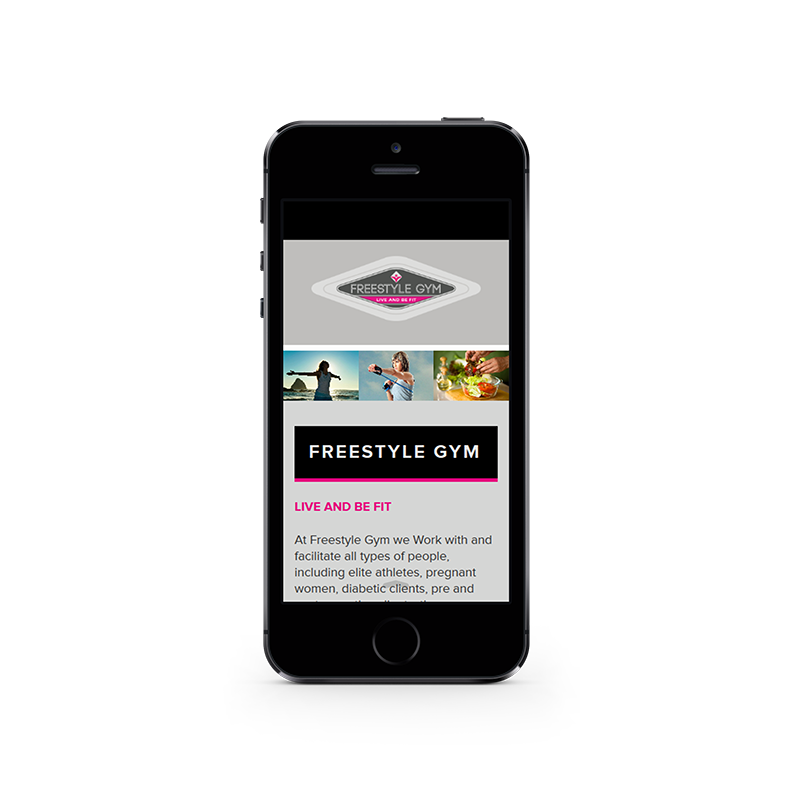 FREESTYLE GYM
LIVE AND BE FIT
FREESTYLE GYM
LIVE AND BE FIT
At Freestyle Gym we Work with and
facilitate all types of people,
including elite athletes, pregnant
women, diabetic clients, pre and